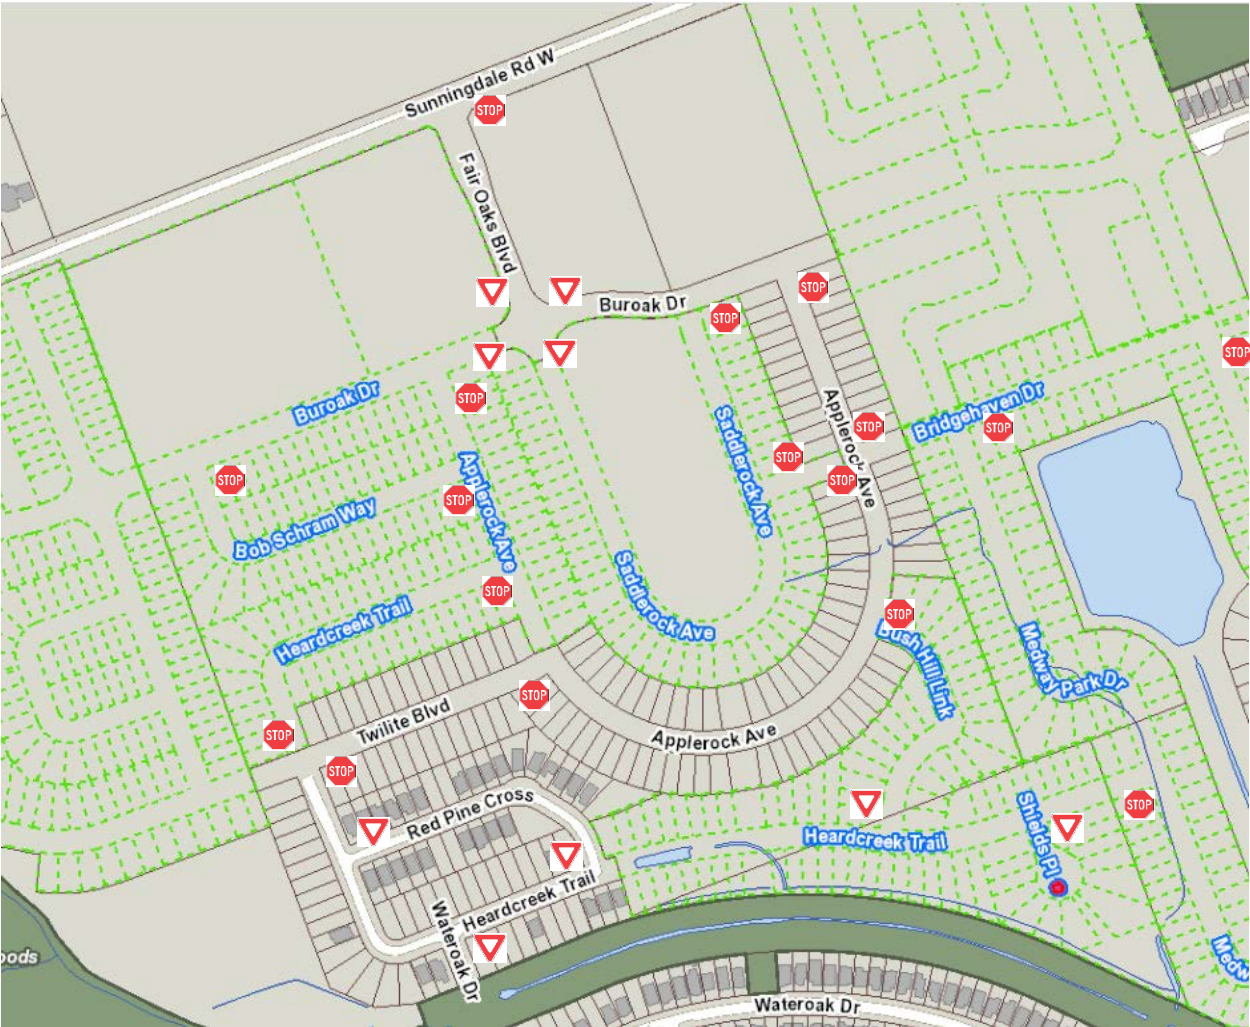 Sunningdale Rd W
STOP
Fair Oaks Blvd
STOP
Buroak Dr
STOP
STOP
Buroak Dr
STOP
Bridgehaven Dr
STOP
STOP
Applerock Ave
Saddlerock Ave
STOP
STOP
STOP
Applerock Ave
STOP
Bob Schram Way
Saddlerock Ave
STOP
Heardcreek Trail
STOP
Bush Hill Link
Medway Park Dr
STOP
Twilite Blvd
STOP
Applerock Ave
STOP
Red Pine Cross
Shields Pl
STOP
Heardcreek Trail
Heardcreek Trail
Wateroak Dr
oods
Medw
Wateroak Dr